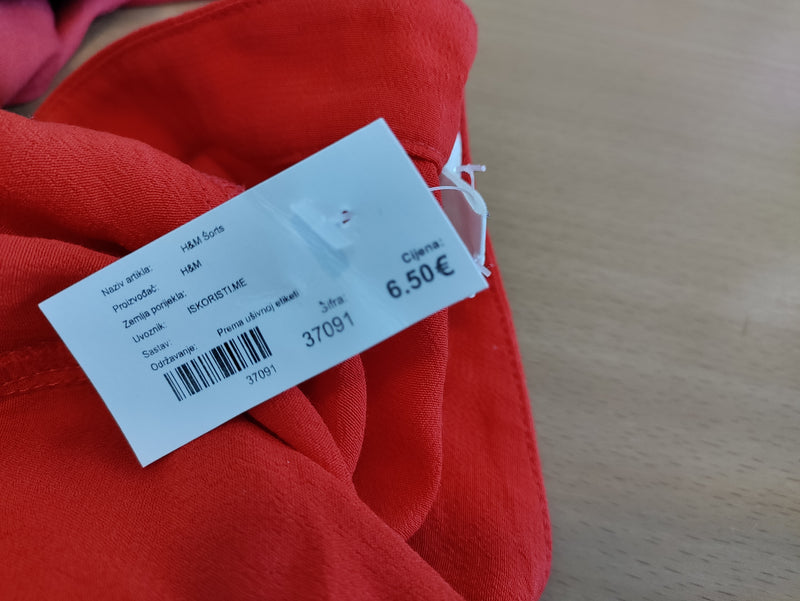 Naziv artikla: H&M Šorts
Proizvođač: H&M
Zemlja porijekla:
Uvoznik: ISKORISTI.ME
Sastav:
Održavanje: Prema ušivnoj etiketi
37091
Šifra:
37091
Cijena:
6.50€